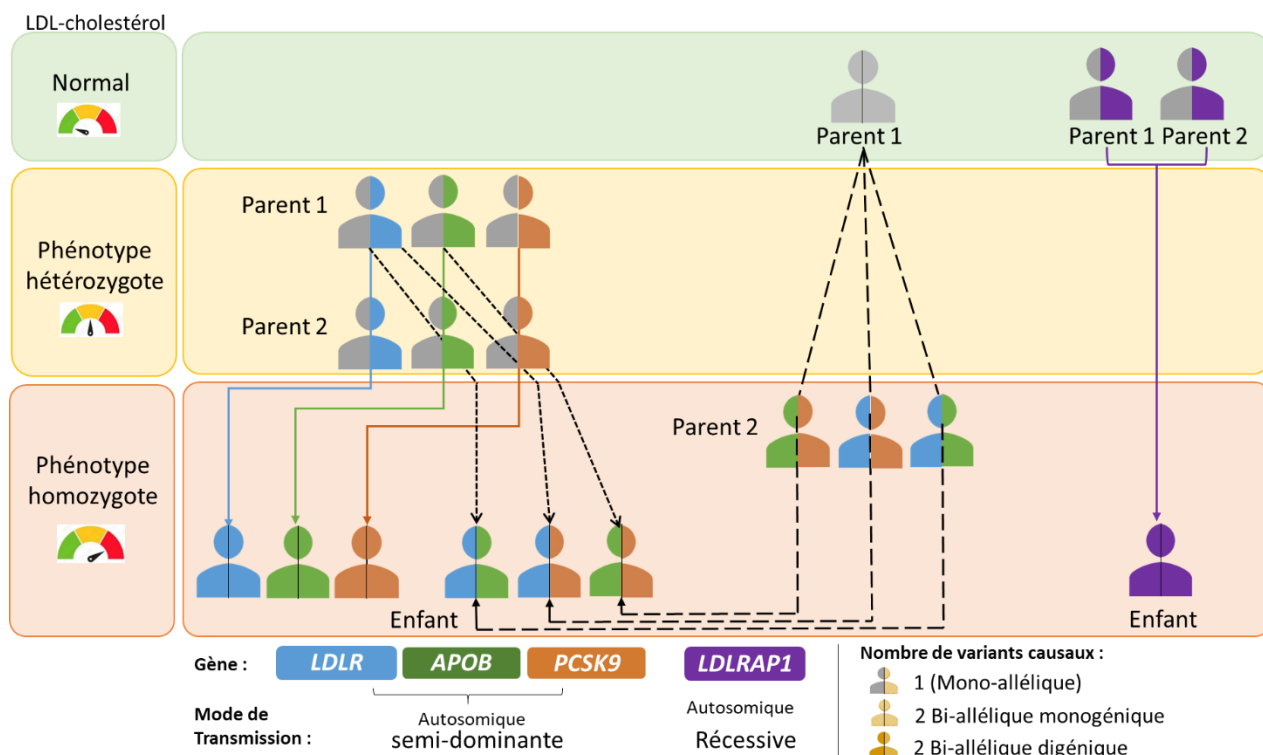 LDL-cholestérol
Normal
Parent 1
Parent 1 Parent 2
Phénotype
hétérozygote
Parent 1
Parent 2
Phénotype
homozygote
Parent 2
Enfant
Enfant
Gène :
LDLR
APOB
PCSK9
LDLRAP1
Mode de
Transmission :
Autosomique
semi-dominante
Autosomique
Récessive
Nombre de variants causaux :
1 (Mono-allélique)
2 Bi-allélique monogénique
2 Bi-allélique digénique